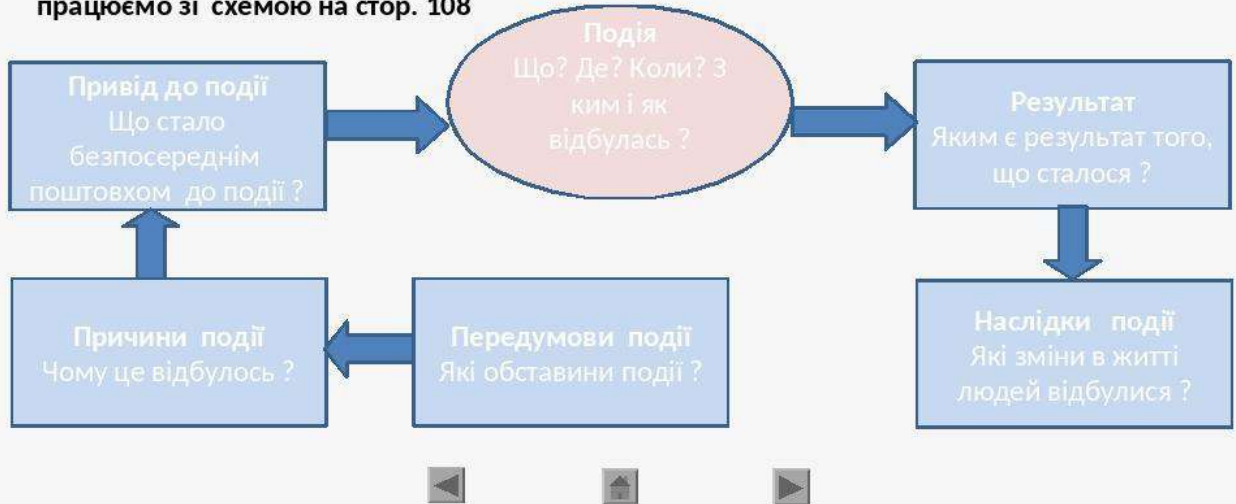 працюємо зі схемою на стор. 108
Подія
Що? Де? Коли? З
ким і як
відбулась ?
Привід до події
Що стало
безпосереднім
поштовхом до події ?
Результат
Яким є результат того,
що сталося ?
Причини події
Чому це відбулось ?
Передумови події
Які обставини події ?
Наслідки події
Які зміни в житті
людей відбулися ?